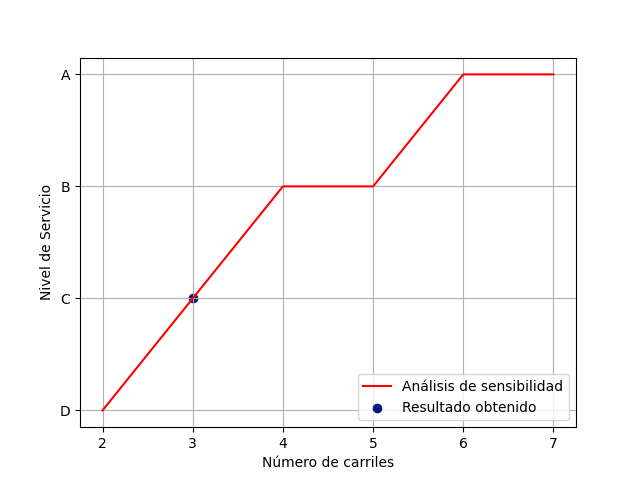 A
B
C
D
Nivel de Servicio
2 3 4 5 6 7
Número de carriles
Análisis de sensibilidad
Resultado obtenido